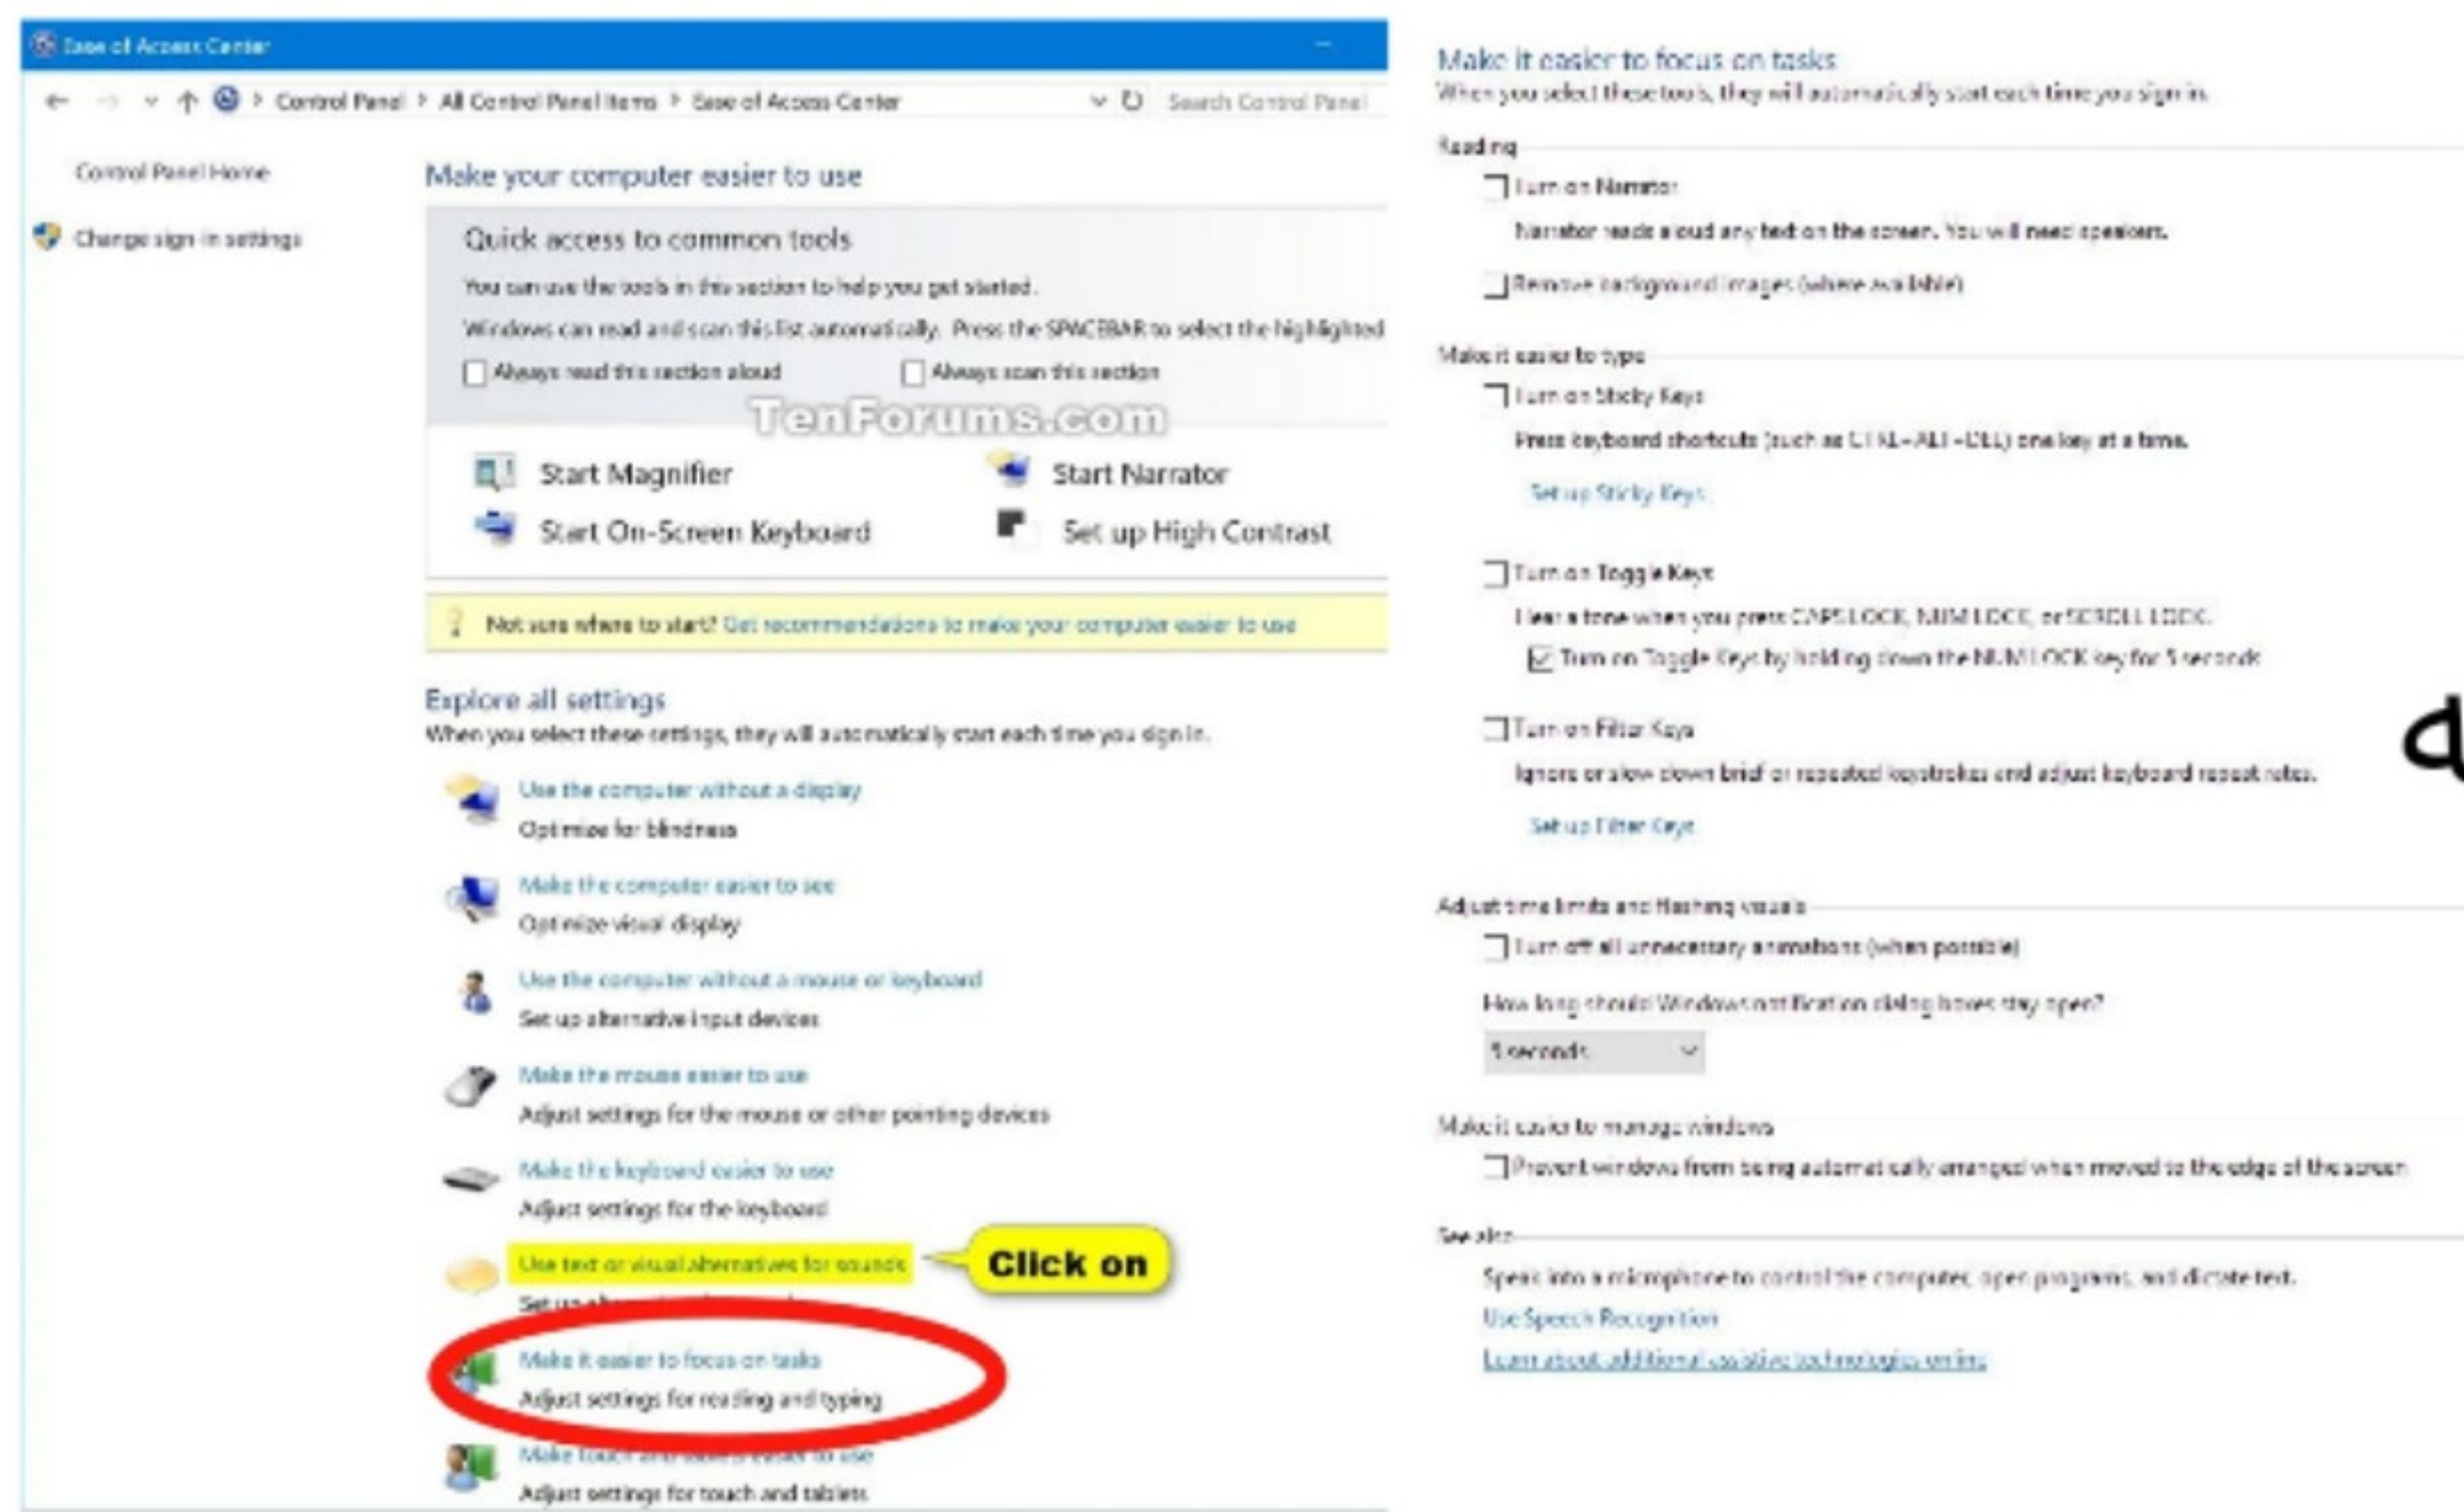 Ease of Access Center
Control Panel > All Control Panel Items > Ease of Access Center
Search Control Panel
Control Panel Home
Change sign-in settings
Make your computer easier to use
Quick access to common tools
You can use the tools in this section to help you get started.
Windows can read and scan this list automatically. Press the SPACEBAR to select the highlighted
Always read this section aloud
Always scan this section
TenForums.com
Start Magnifier
Start Narrator
Start On-Screen Keyboard
Set up High Contrast
Not sure where to start? Get recommendations to make your computer easier to use
Explore all settings
When you select these settings, they will automatically start each time you sign in.
Use the computer without a display
Optimize for blindness
Make the computer easier to see
Optimize visual display
Use the computer without a mouse or keyboard
Set up alternative input devices
Make the mouse easier to use
Adjust settings for the mouse or other pointing devices
Make the keyboard easier to use
Adjust settings for the keyboard
Use text or visual alternatives for sounds
Click on
Set up
Make it easier to focus on tasks
Adjust settings for reading and typing
Make touch and tablets easier to use
Adjust settings for touch and tablets
Make it easier to focus on tasks
When you select these tools, they will automatically start each time you sign in.
Reading
Turn on Narrator
Narrator reads aloud any text on the screen. You will need speakers.
Remove background images (where available)
Make it easier to type
Turn on Sticky Keys
Press keyboard shortcuts (such as CTRL+ALT+DEL) one key at a time.
Set up Sticky Keys
Turn on Toggle Keys
Hear a tone when you press CAPS LOCK, NUM LOCK, or SCROLL LOCK.
Turn on Toggle Keys by holding down the NUM LOCK key for 5 seconds
Turn on Filter Keys
Ignore or slow down brief or repeated keystrokes and adjust keyboard repeat rates.
Set up Filter Keys
Adjust time limits and flashing visuals
Turn off all unnecessary animations (when possible)
How long should Windows notification dialog boxes stay open?
5 seconds
Make it easier to manage windows
Prevent windows from being automatically arranged when moved to the edge of the screen
See also
Speak into a microphone to control the computer, open programs, and dictate text.
Use Speech Recognition
Learn about additional assistive technologies online